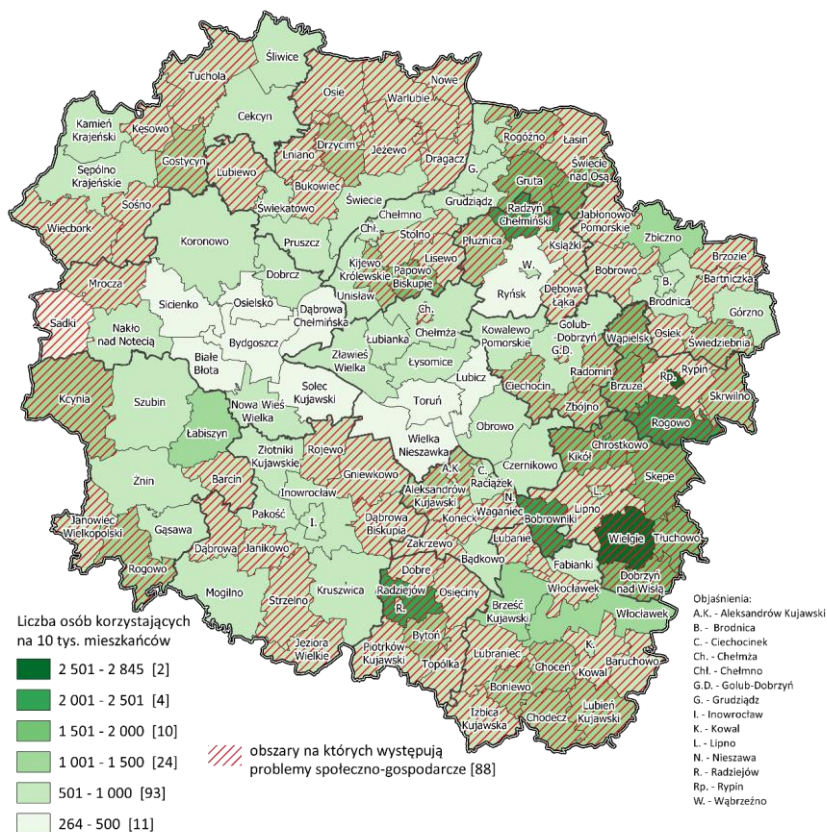 Śliwice
Tuchola
Nowe
Osie
Warlubie
Cekcyn
Kamień
Krajeński
Kęsowo
Rogóźno
Łasin
Gostycyn
Lniano
Drzycim
Jeżewo
Dragacz
Świecie
nad Osą
Sępólno
Krajeńskie
Lubiewo
Bukowiec
G.
Gruta
Sośno
Świekatowo
Świecie
Chełmno
Grudziądz
Radzyń
Chełmiński
Jabłonowo
Pomorskie
Więcbork
Koronowo
Pruszcz
Chł.
Stolno
Lisewo
Płużnica
Książki
Zbiczno
Brzozie
Dobrcz
Kijewo
Królewskie
Papowo
Biskupie
W.
Bobrowo
Bartniczka
Mrocza
Unisław
Ryńsk
Dębowa
Łąka
B.
Brodnica
Sicienko
Osielsko
Dąbrowa
Chełmińska
Ch.
Chełmża
Górzno
Sadki
Nakło
nad Notecią
Bydgoszcz
Łubianka
Kowalewo
Pomorskie
Golub-
Dobrzyń
Wąpielsk
Osiek
Świedziebnia
Białe
Błota
Zławieś
Wielka
Łysomice
G.D.
Radomin
Rp.
Rypin
Solec
Kujawski
Lubicz
Ciechocin
Brzuze
Skrwilno
Kcynia
Szubin
Nowa Wieś
Wielka
Toruń
Zbójno
Rogowo
Łabiszyn
Wielka
Nieszawka
Obrowo
Chrostkowo
Złotniki
Kujawskie
Rojewo
Czernikowo
Kikół
Skępe
Żnin
Barcin
Gniewkowo
A.K.
Aleksandrów
Kujawski
C.
Raciążek
Inowrocław
N.
L.
Lipno
Janowiec
Wielkopolski
Pakość
I.
Dąbrowa
Biskupia
Koneck
Waganiec
Bobrowniki
Gąsawa
Wielgie
Tłuchowo
Dąbrowa
Janikowo
Zakrzewo
Lubanie
Rogowo
Bądkowo
Fabianki
Dobrzyń
nad Wisłą
Mogilno
Kruszwica
Dobre
Włocławek
Strzelno
Radziejów
R.
Osięciny
Brześć
Kujawski
Włocławek
Jeziora
Wielkie
Bytoń
Piotrków
Kujawski
Topólka
Lubraniec
Choceń
K.
Kowal
Baruchowo
Boniewo
Izbica
Kujawska
Chodecz
Lubień
Kujawski
Liczba osób korzystających
na 10 tys. mieszkańców
2 501 - 2 845 [2]
2 001 - 2 501 [4]
1 501 - 2 000 [10]
1 001 - 1 500 [24]
501 - 1 000 [93]
264 - 500 [11]
obszary na których występują
problemy społeczno-gospodarcze [88]
Objaśnienia:
A.K. - Aleksandrów Kujawski
B. - Brodnica
C. - Ciechocinek
Ch. - Chełmża
Chł. - Chełmno
G.D. - Golub-Dobrzyń
G. - Grudziądz
I. - Inowrocław
K. - Kowal
L. - Lipno
N. - Nieszawa
R. - Radziejów
Rp. - Rypin
W. - Wąbrzeźno